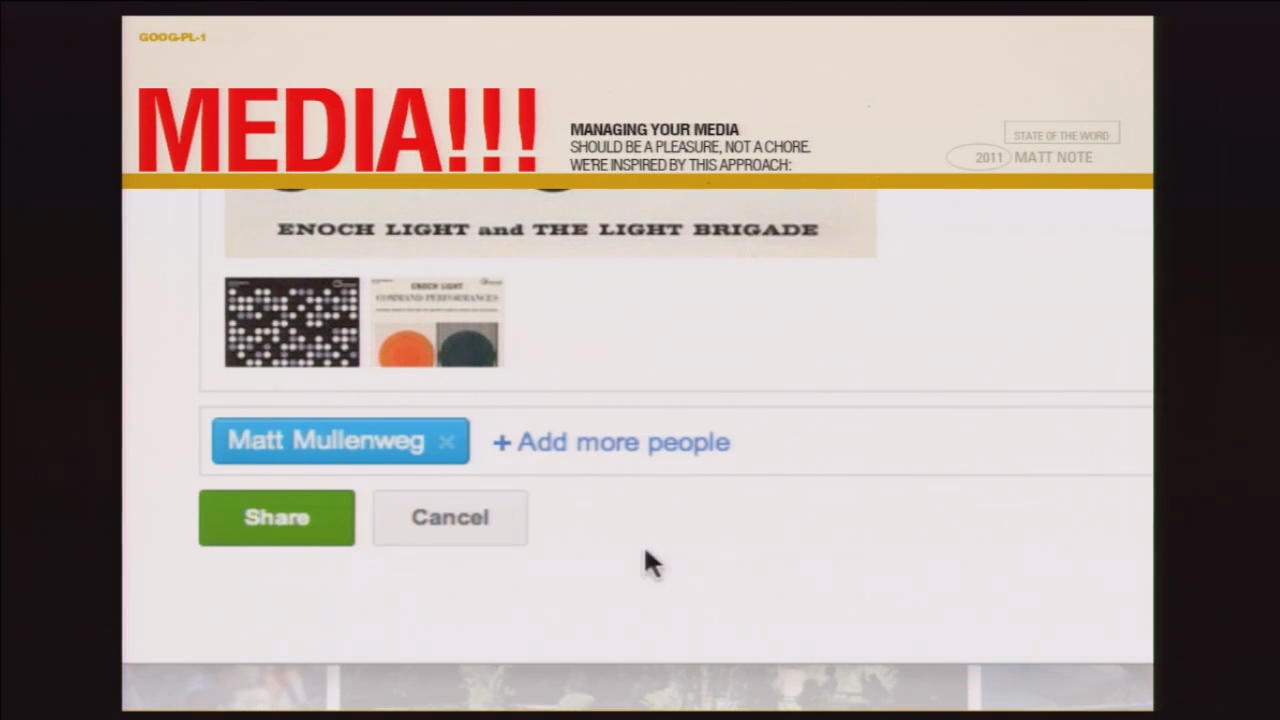 GOOG-PL-1
MEDIA!!!
MANAGING YOUR MEDIA
SHOULD BE A PLEASURE, NOT A CHORE.
WE'RE INSPIRED BY THIS APPROACH:
STATE OF THE WORD
2011 MATT NOTE
ENOCH LIGHT and THE LIGHT BRIGADE
ENOCH LIGHT
COMMAND PERFORMANCES
Matt Mullenweg ×
+ Add more people
Share
Cancel